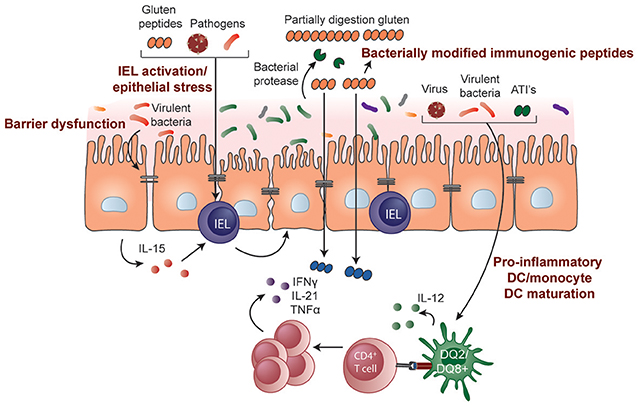 Gluten
peptides
Pathogens
Partially digestion gluten
Bacterially modified immunogenic peptides
IEL activation/
epithelial stress
Bacterial
protease
Virus
Virulent
bacteria
ATI's
Virulent
bacteria
Barrier dysfunction
IEL
IEL
IL-15
Pro-inflammatory
DC/monocyte
DC maturation
IFNγ
IL-21
TNFα
IL-12
CD4+
T cell
DQ2/
DQ8+